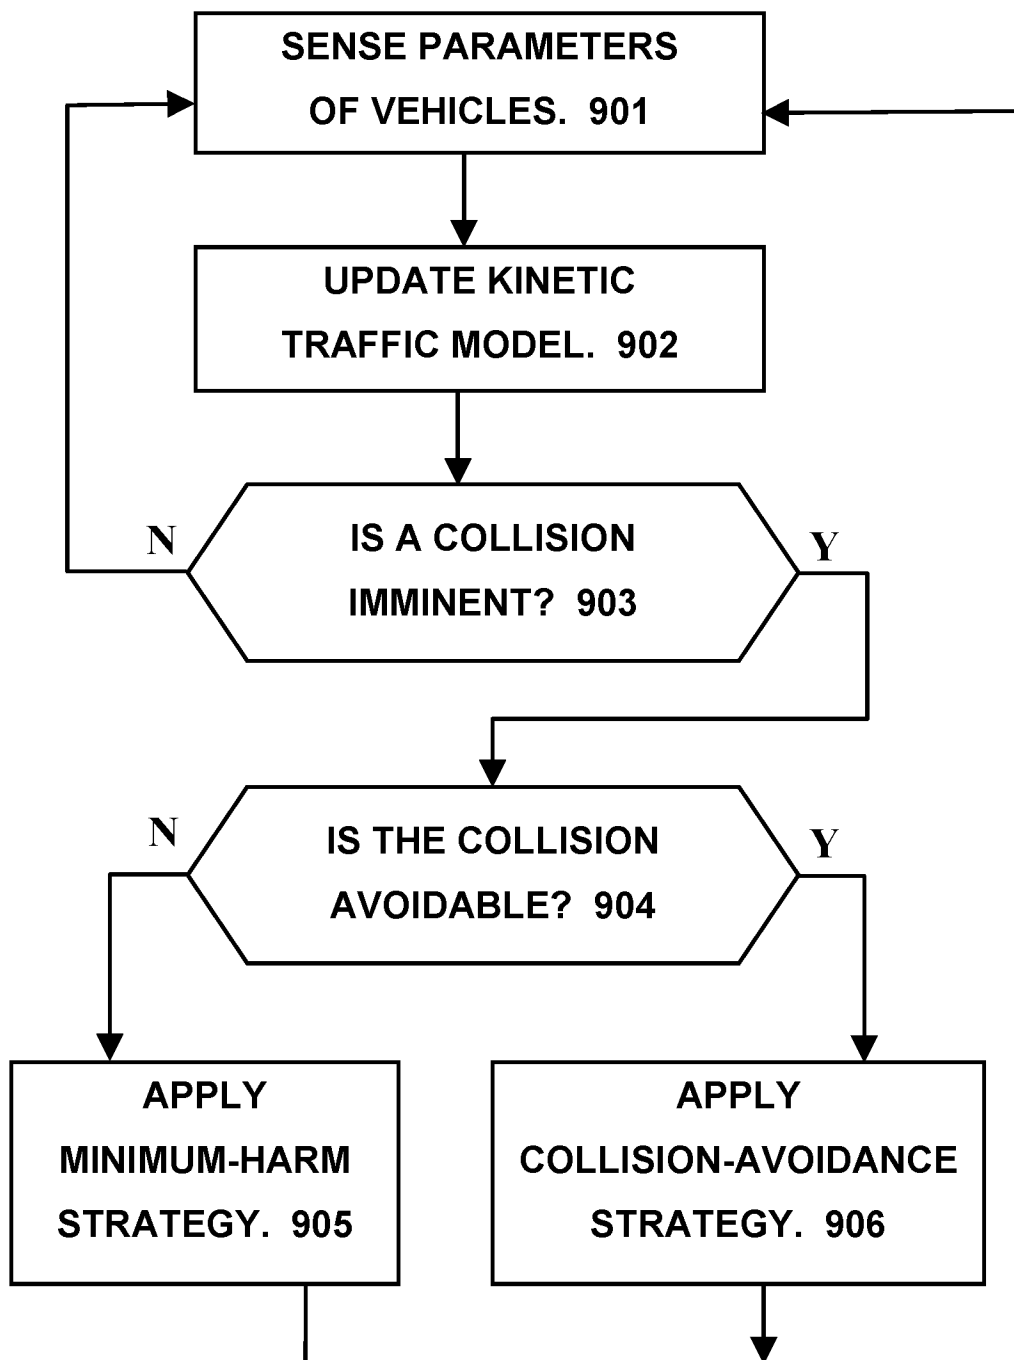 SENSE PARAMETERS
OF VEHICLES. 901
UPDATE KINETIC
TRAFFIC MODEL. 902
IS A COLLISION
N
Y
IMMINENT? 903
IS THE COLLISION
N
Y
AVOIDABLE? 904
APPLY
MINIMUM-HARM
STRATEGY. 905
APPLY
COLLISION-AVOIDANCE
STRATEGY. 906